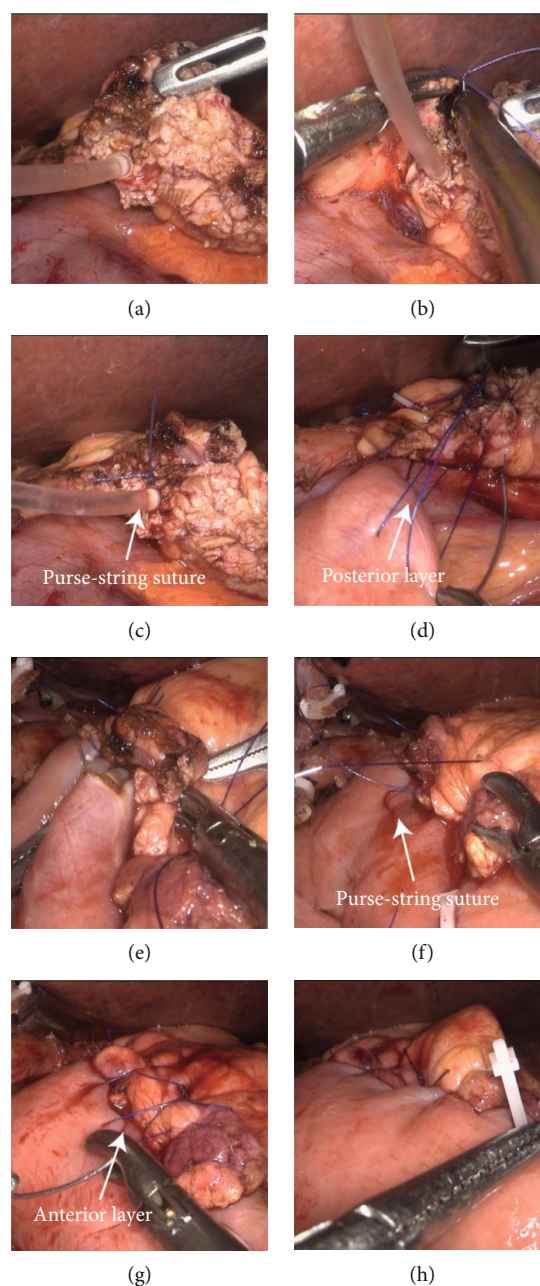 (a)
(b)
Purse-string suture
(c)
Posterior layer
(d)
(e)
Purse-string suture
(f)
Anterior layer
(g)
(h)